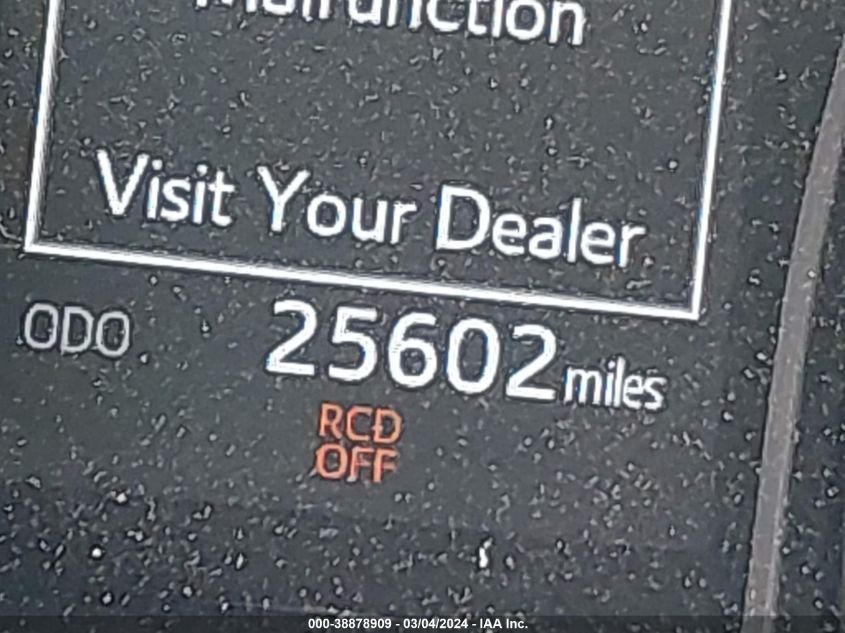 Malfunction
Visit Your Dealer
ODO 25602 miles
RCD
OFF
000-38878909 - 03/04/2024 - IAA Inc.